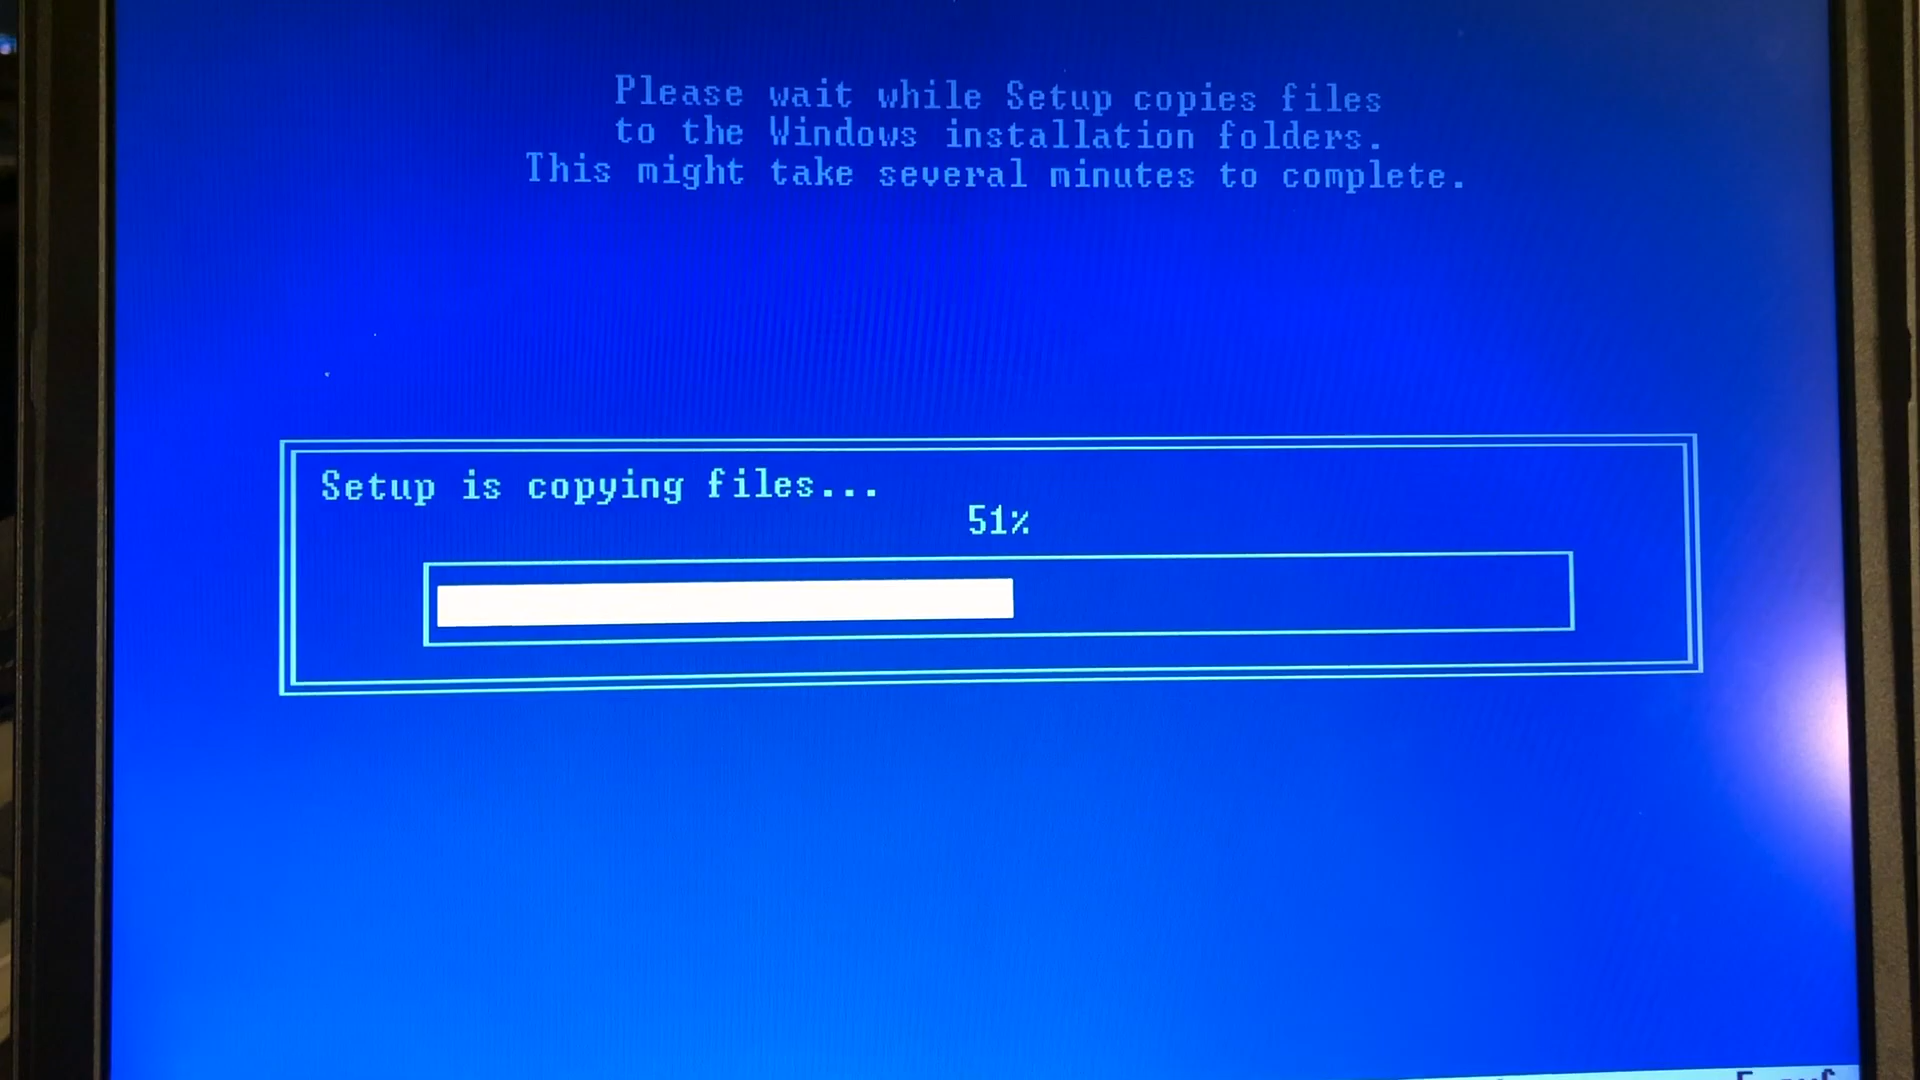 Please wait while Setup copies files
to the Windows installation folders.
This might take several minutes to complete.
Setup is copying files...
51%